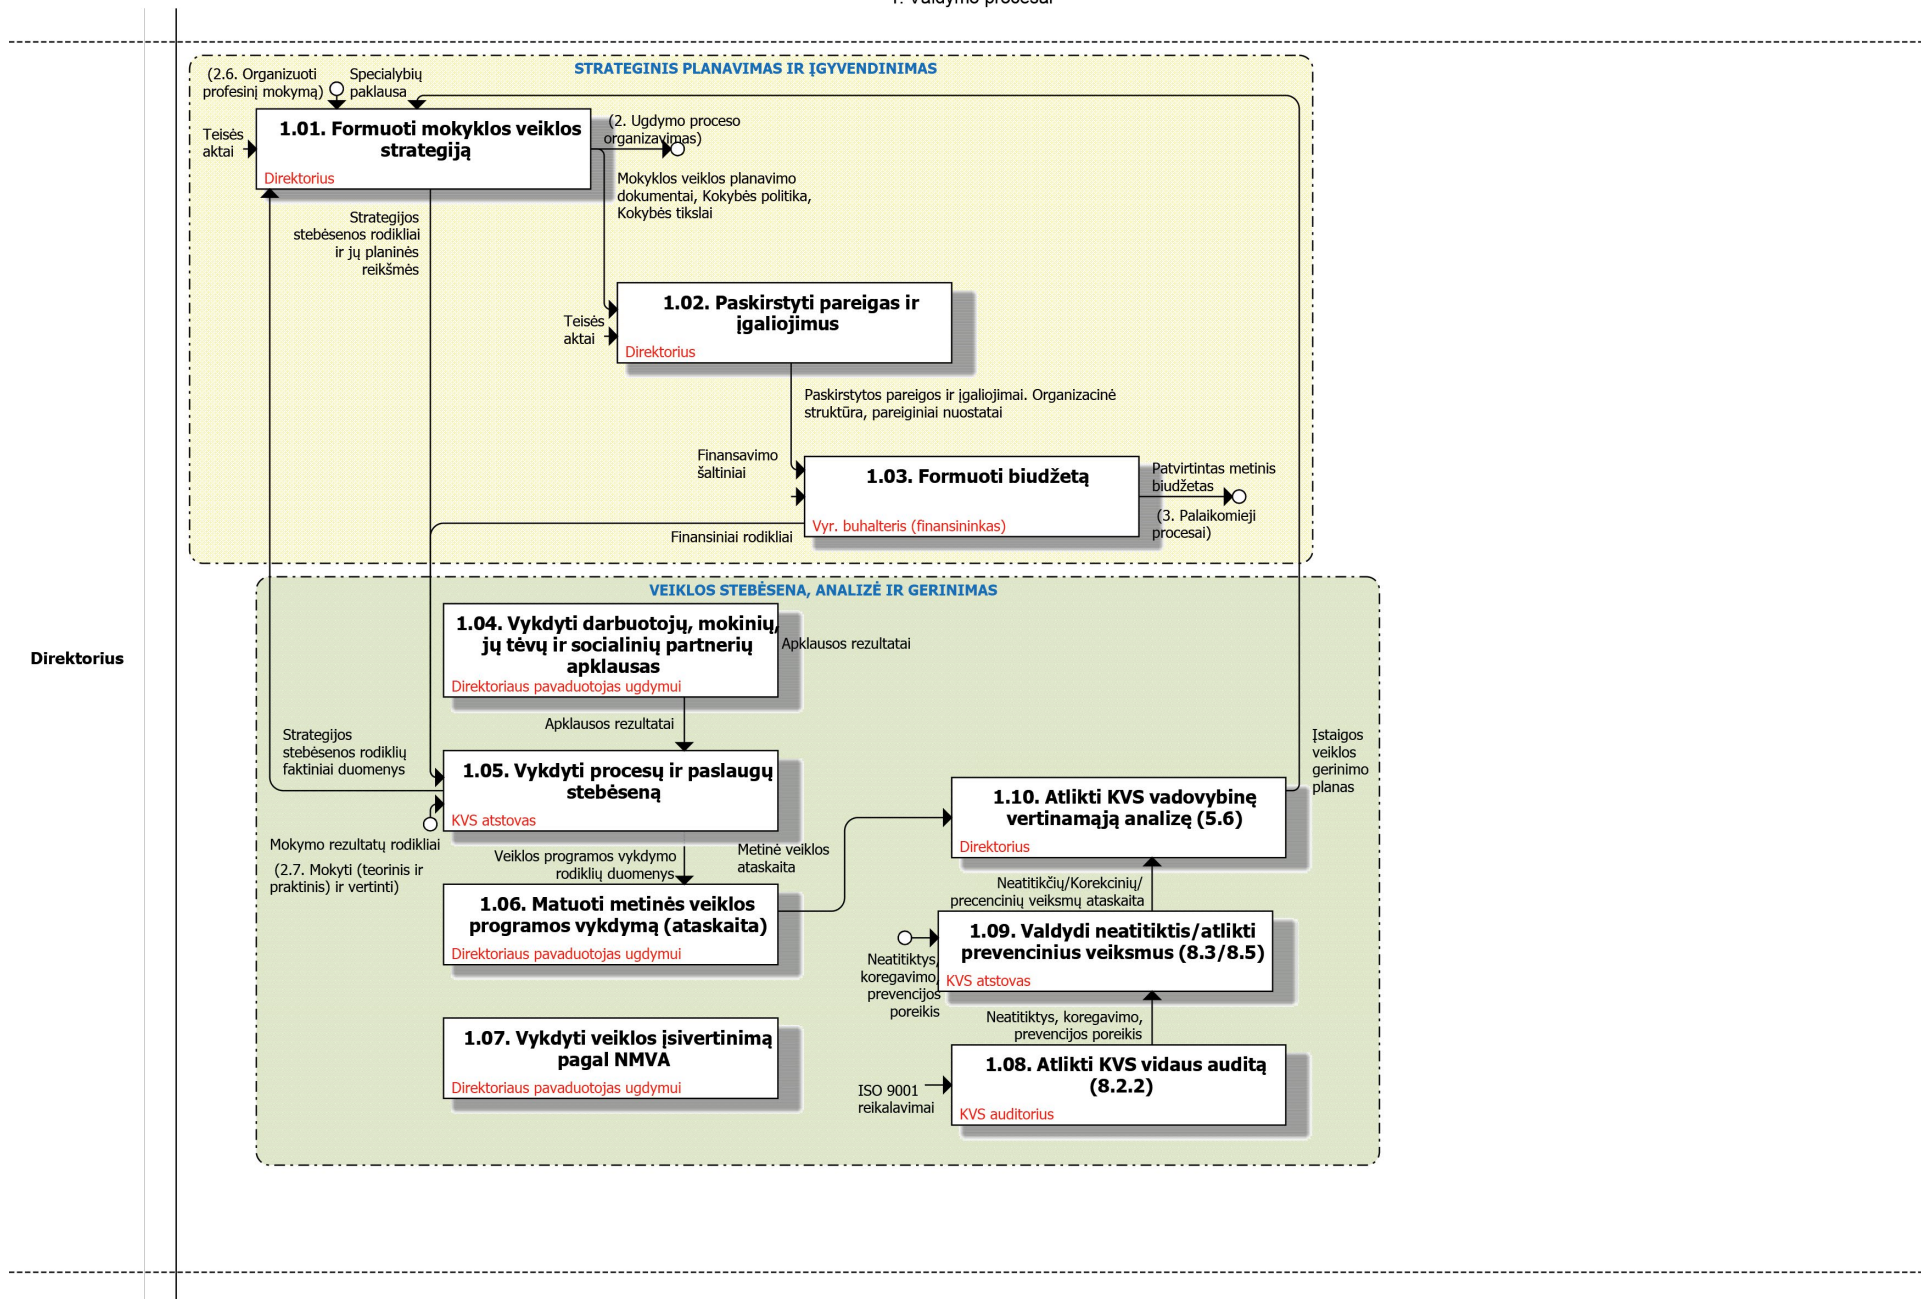 1. Valdymo procesai
STRATEGINIS PLANAVIMAS IR ĮGYVENDINIMAS
(2.6. Organizuoti
profesinį mokymą)
Specialybių
paklausa
Teisės
aktai
1.01. Formuoti mokyklos veiklos
strategiją
Direktorius
(2. Ugdymo proceso
organizavimas)
Mokyklos veiklos planavimo
dokumentai, Kokybės politika,
Kokybės tikslai
Strategijos
stebėsenos rodikliai
ir jų planinės
reikšmės
1.02. Paskirstyti pareigas ir
įgaliojimus
Direktorius
Teisės
aktai
Paskirstytos pareigos ir įgaliojimai. Organizacinė
struktūra, pareiginiai nuostatai
Finansavimo
šaltiniai
1.03. Formuoti biudžetą
Vyr. buhalteris (finansininkas)
Patvirtintas metinis
biudžetas
(3. Palaikomieji
procesai)
Finansiniai rodikliai
VEIKLOS STEBĖSENA, ANALIZĖ IR GERINIMAS
1.04. Vykdyti darbuotojų, mokinių,
jų tėvų ir socialinių partnerių
apklausas
Direktoriaus pavaduotojas ugdymui
Apklausos rezultatai
Direktorius
Apklausos rezultatai
Strategijos
stebėsenos rodiklių
faktiniai duomenys
1.05. Vykdyti procesų ir paslaugų
stebėseną
KVS atstovas
Įstaigos
veiklos
gerinimo
planas
1.10. Atlikti KVS vadovybinę
vertinamąją analizę (5.6)
Direktorius
Mokymo rezultatų rodikliai
(2.7. Mokyti (teorinis ir
praktinis) ir vertinti)
Veiklos programos vykdymo
rodiklių duomenys
Metinė veiklos
ataskaita
1.06. Matuoti metinės veiklos
programos vykdymą (ataskaita)
Direktoriaus pavaduotojas ugdymui
Neatitikčių/Korekcinių/
precencinių veiksmų ataskaita
1.09. Valdydi neatitiktis/atlikti
prevencinius veiksmus (8.3/8.5)
KVS atstovas
Neatitiktys,
koregavimo,
prevencijos
poreikis
Neatitiktys, koregavimo,
prevencijos poreikis
1.07. Vykdyti veiklos įsivertinimą
pagal NMVA
Direktoriaus pavaduotojas ugdymui
1.08. Atlikti KVS vidaus auditą
(8.2.2)
KVS auditorius
ISO 9001
reikalavimai